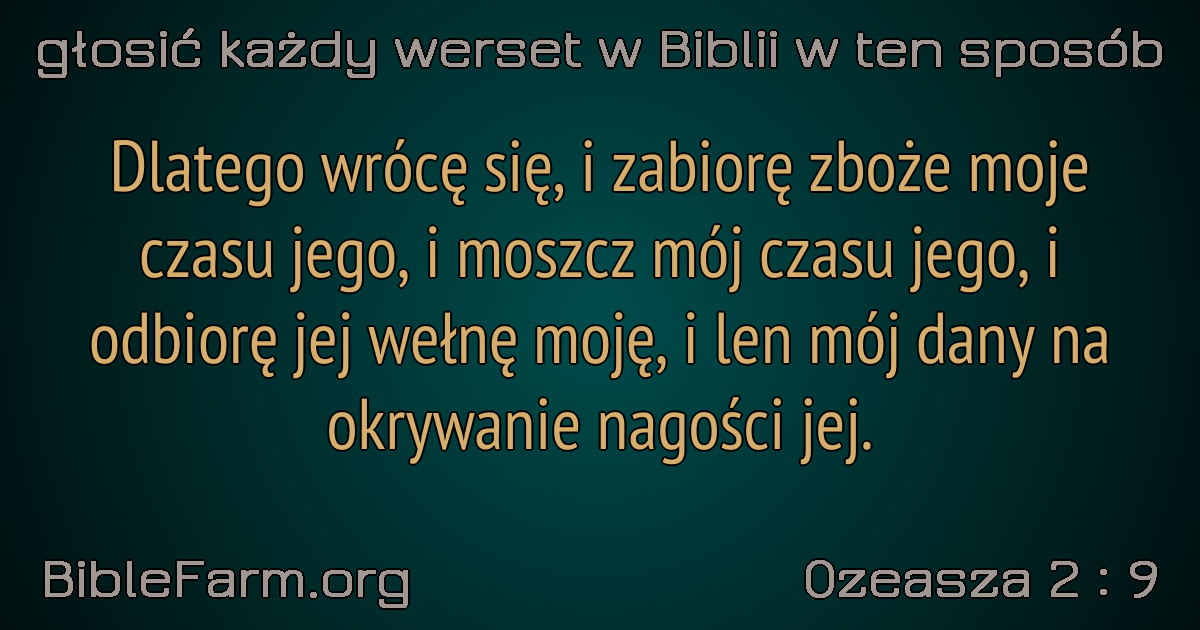 głosić każdy werset w Biblii w ten sposób
Dlatego wrócę się, i zabiorę zboże moje
czasu jego, i moszcz mój czasu jego, i
odbiorę jej wełnę moję, i len mój dany na
okrywanie nagości jej.
BibleFarm.org
Ozeasza 2 : 9